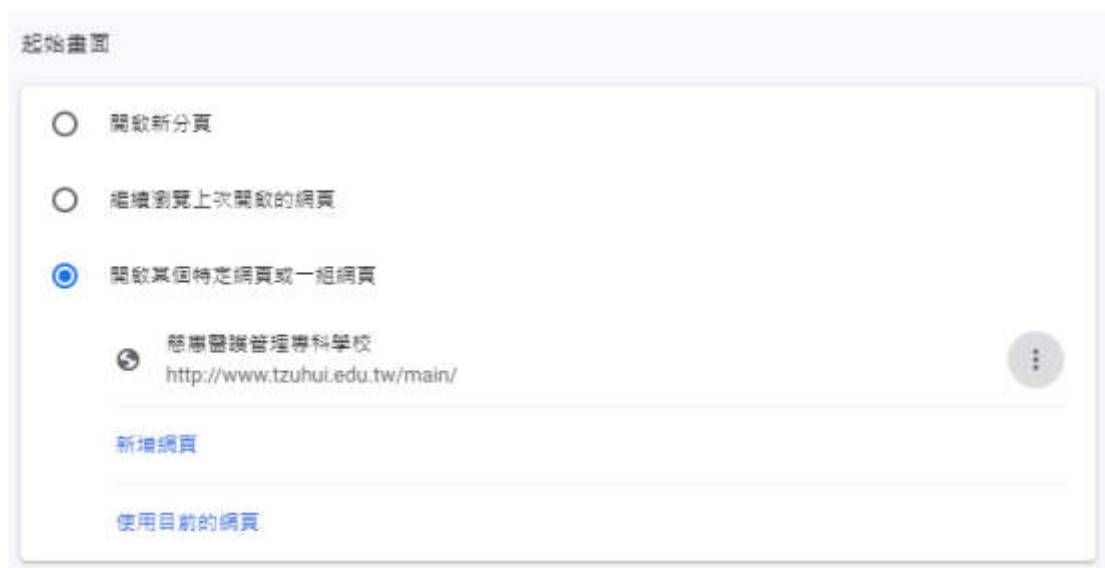 起始畫面
開啟新分頁
繼續瀏覽上次開啟的網頁
開啟某個特定網頁或一組網頁
慈惠醫護管理專科學校
http://www.tzuhui.edu.tw/main/
新增網頁
使用目前的網頁